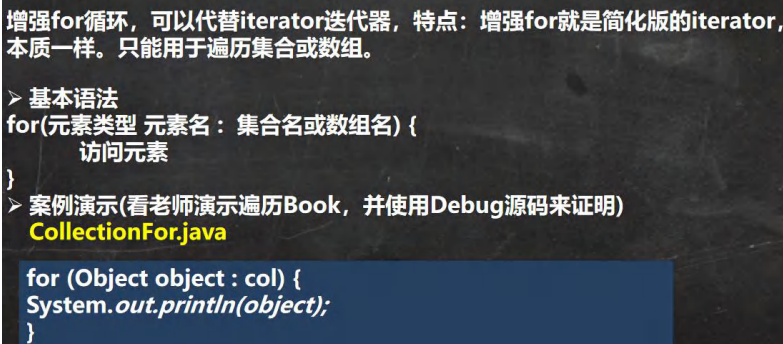 增强for循环，可以代替iterator迭代器，特点：增强for就是简化版的iterator，
本质一样。只能用于遍历集合或数组。
➢ 基本语法
for(元素类型 元素名 : 集合名或数组名) {
访问元素
}
➢ 案例演示(看老师演示遍历Book，并使用Debug源码来证明)
CollectionFor.java
for (Object object : col) {
System.out.println(object);
}